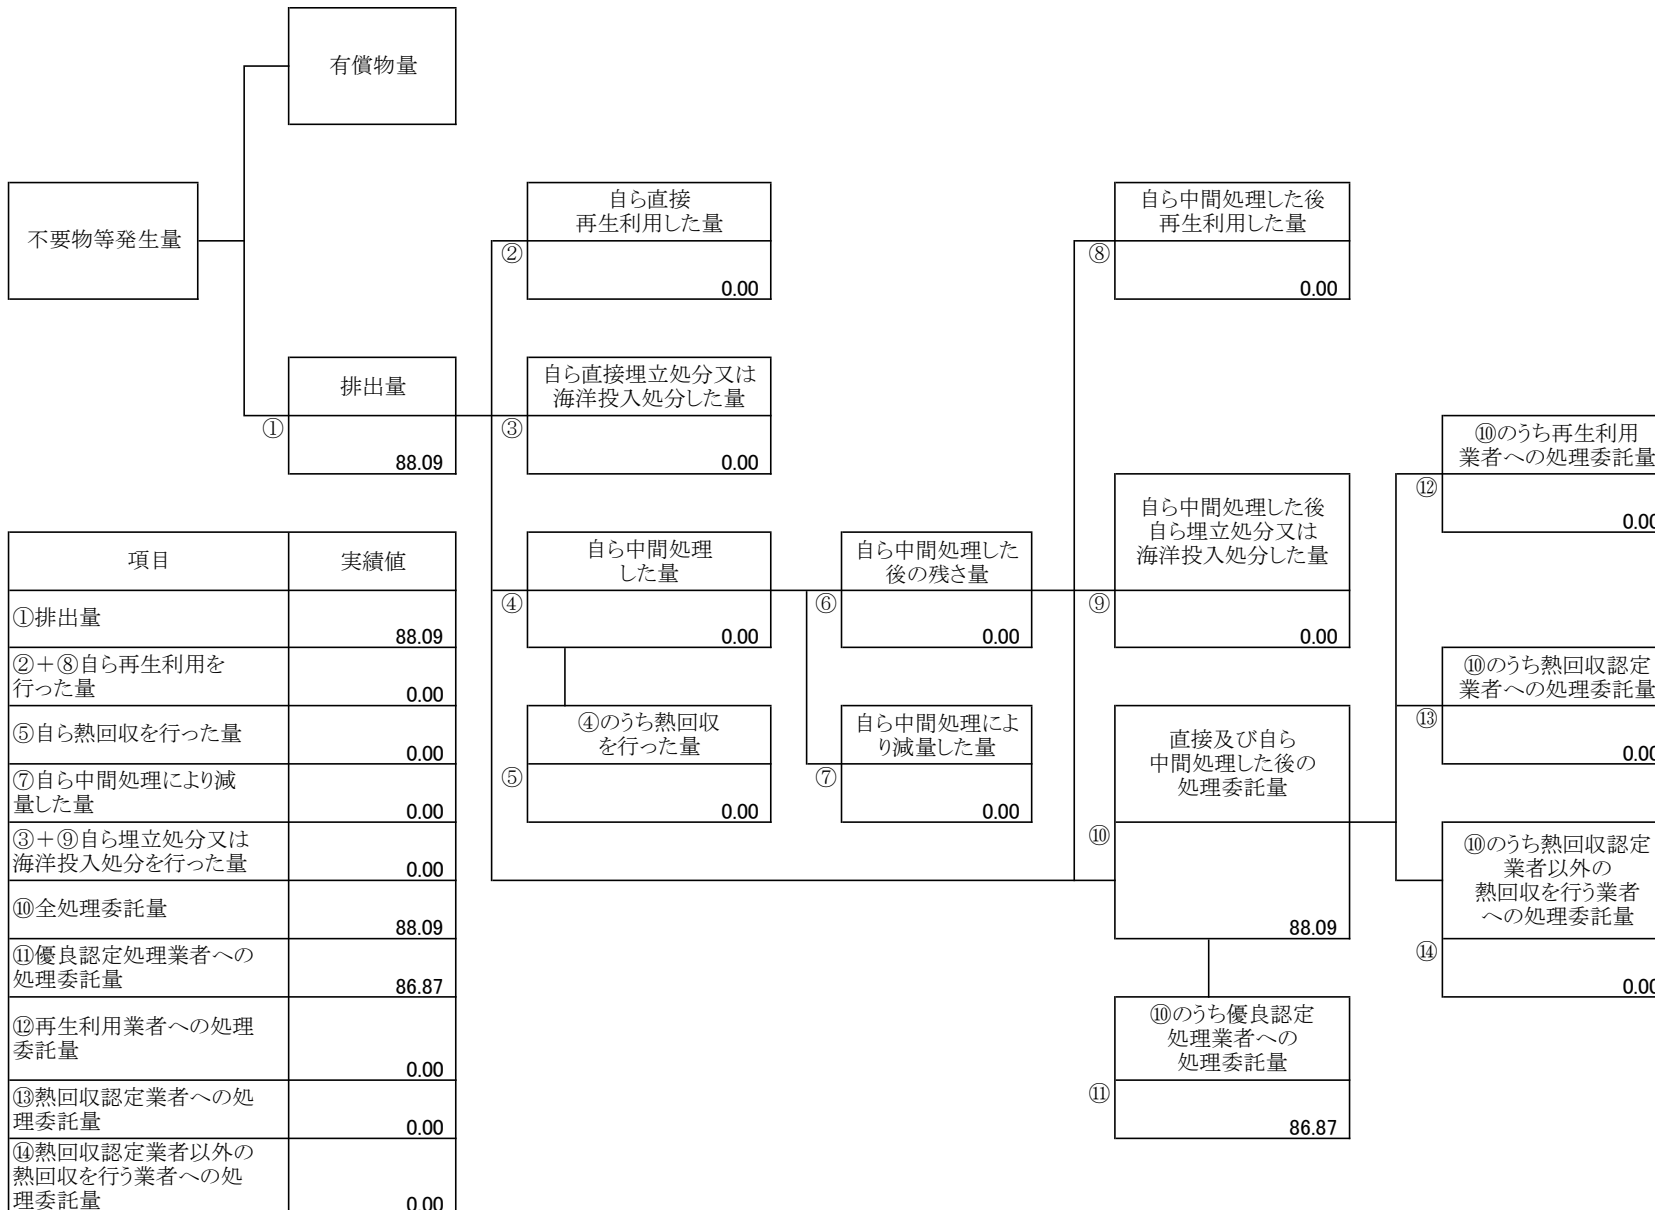 有償物量
不要物等発生量
自ら直接
再生利用した量
②
0.00
自ら中間処理した後
再生利用した量
⑧
0.00
排出量
①
88.09
自ら直接埋立処分又は
海洋投入処分した量
③
0.00
⑩のうち再生利用
業者への処理委託量
⑫
0.00
自ら中間処理
した量
④
0.00
自ら中間処理した
後の残さ量
⑥
0.00
自ら中間処理した後
自ら埋立処分又は
海洋投入処分した量
⑨
0.00
⑩のうち熱回収認定
業者への処理委託量
⑬
0.00
④のうち熱回収
を行った量
⑤
0.00
自ら中間処理によ
り減量した量
⑦
0.00
直接及び自ら
中間処理した後の
処理委託量
⑩
88.09
⑩のうち熱回収認定
業者以外の
熱回収を行う業者
への処理委託量
⑭
0.00
⑩のうち優良認定
処理業者への
処理委託量
⑪
86.87
項目 実績値
①排出量
88.09
②＋⑧自ら再生利用を
行った量
0.00
⑤自ら熱回収を行った量
0.00
⑦自ら中間処理により減
量した量
0.00
③＋⑨自ら埋立処分又は
海洋投入処分を行った量
0.00
⑩全処理委託量
88.09
⑪優良認定処理業者への
処理委託量
86.87
⑫再生利用業者への処理
委託量
0.00
⑬熱回収認定業者への処
理委託量
0.00
⑭熱回収認定業者以外の
熱回収を行う業者への処
理委託量
0.00